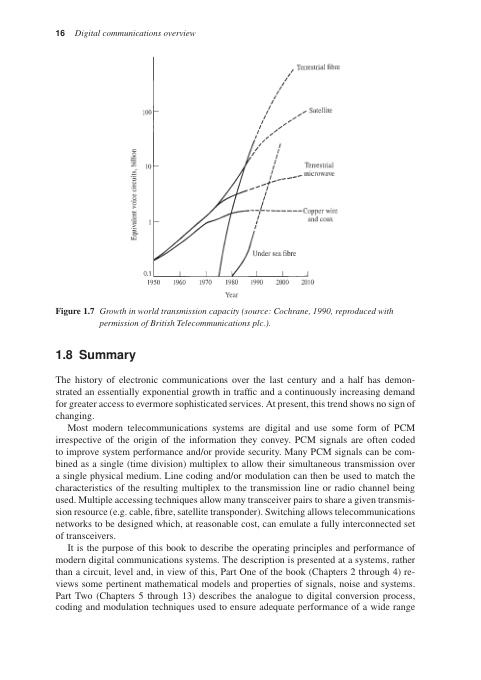 16 Digital communications overview
Terrestrial fibre
Satellite
100
10
Terrestrial
microwave
Equivalent voice circuits, billion
Copper wire
and coax
1
Under sea fibre
0.1
1950 1960 1970 1980 1990 2000 2010
Year
Figure 1.7 Growth in world transmission capacity (source: Cochrane, 1990, reproduced with
permission of British Telecommunications plc.).
1.8 Summary
The history of electronic communications over the last century and a half has demon-
strated an essentially exponential growth in traffic and a continuously increasing demand
for greater access to evermore sophisticated services. At present, this trend shows no sign of
changing.
Most modern telecommunications systems are digital and use some form of PCM
irrespective of the origin of the information they convey. PCM signals are often coded
to improve system performance and/or provide security. Many PCM signals can be com-
bined as a single (time division) multiplex to allow their simultaneous transmission over
a single physical medium. Line coding and/or modulation can then be used to match the
characteristics of the resulting multiplex to the transmission line or radio channel being
used. Multiple accessing techniques allow many transceiver pairs to share a given transmis-
sion resource (e.g. cable, fibre, satellite transponder). Switching allows telecommunications
networks to be designed which, at reasonable cost, can emulate a fully interconnected set
of transceivers.
It is the purpose of this book to describe the operating principles and performance of
modern digital communications systems. The description is presented at a systems, rather
than a circuit, level and, in view of this, Part One of the book (Chapters 2 through 4) re-
views some pertinent mathematical models and properties of signals, noise and systems.
Part Two (Chapters 5 through 13) describes the analogue to digital conversion process,
coding and modulation techniques used to ensure adequate performance of a wide range